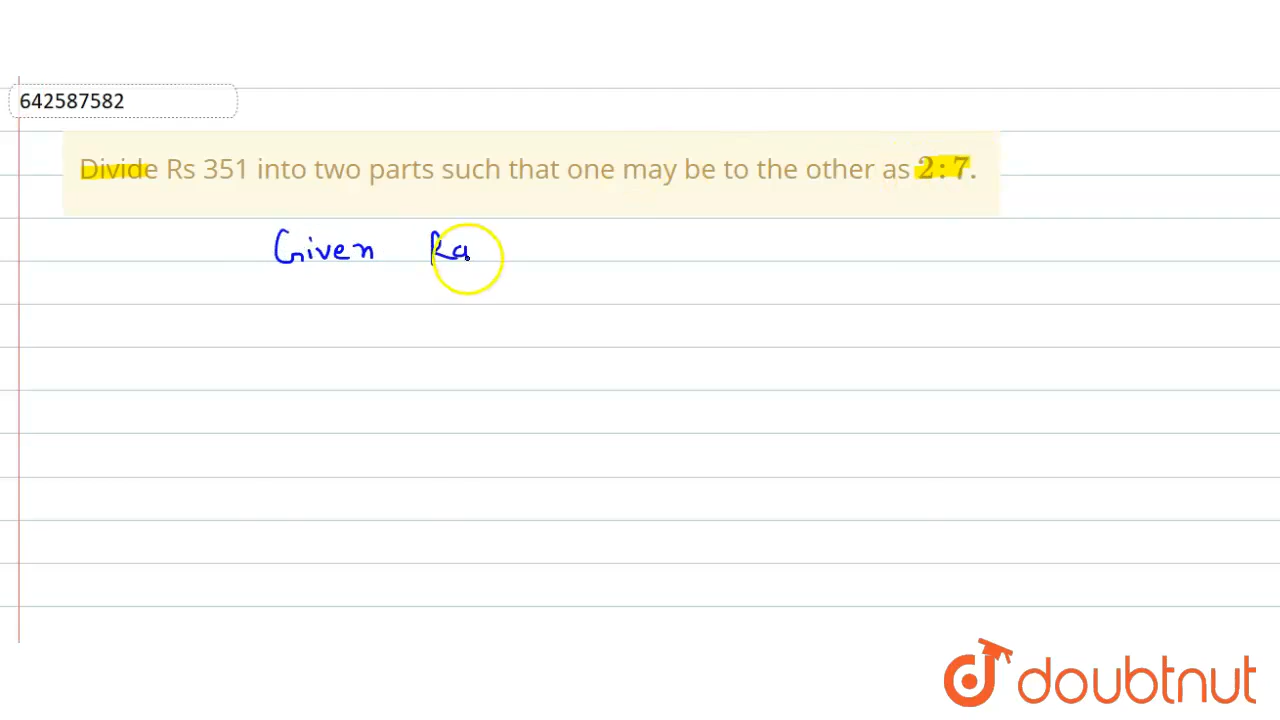 642587582
Divide Rs 351 into two parts such that one may be to the other as 2 : 7.
Given Ra
doubtnut